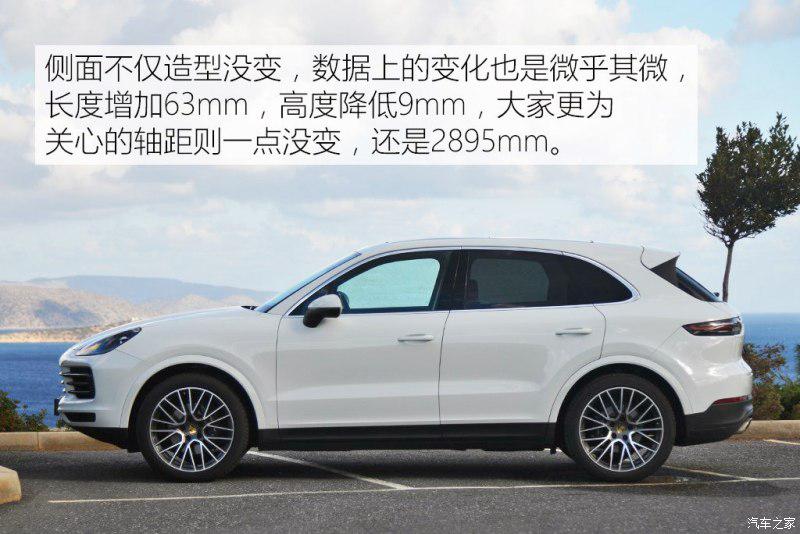 侧面不仅造型没变，数据上的变化也是微乎其微，
长度增加63mm，高度降低9mm，大家更为
关心的轴距则一点没变，还是2895mm。
汽车之家